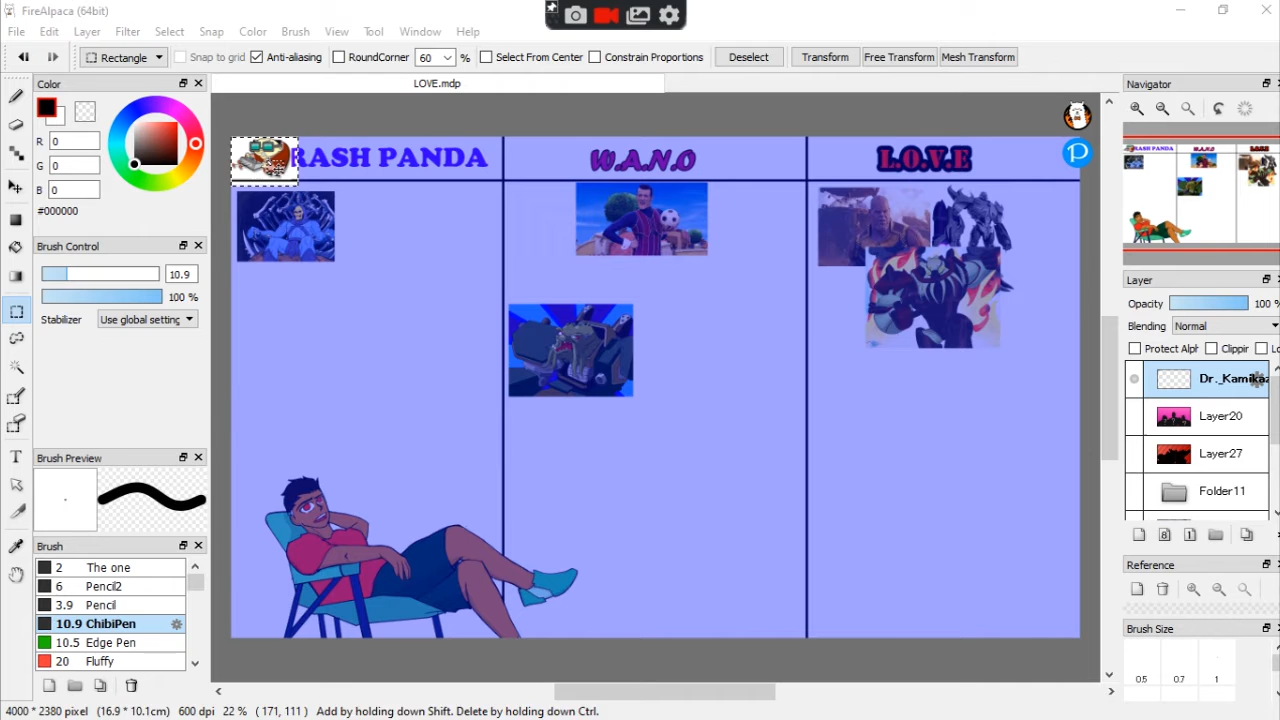 FireAlpaca (64bit)
File Edit Layer Filter Select Snap Color Brush View Tool Window Help
Rectangle Snap to grid Anti-aliasing RoundCorner 60 % Select From Center Constrain Proportions Deselect Transform Free Transform Mesh Transform
Color
LOVE.mdp
Navigator
R 0
G 0
B 0
#000000
RASH PANDA
W.A.N.O
L.O.V.E
P
Brush Control
10.9
100 %
Stabilizer Use global setting
Layer
Opacity 100 %
Blending Normal
Protect Alph Clippin Lo
Dr._Kamikaz
Layer20
Layer27
Folder11
Brush Preview
Brush
2 The one
6 Pencil2
3.9 Pencil
10.9 ChibiPen
10.5 Edge Pen
20 Fluffy
Reference
Brush Size
0.5 0.7 1
4000 * 2380 pixel (16.9 * 10.1cm) 600 dpi 22 % ( 171, 111 ) Add by holding down Shift. Delete by holding down Ctrl.